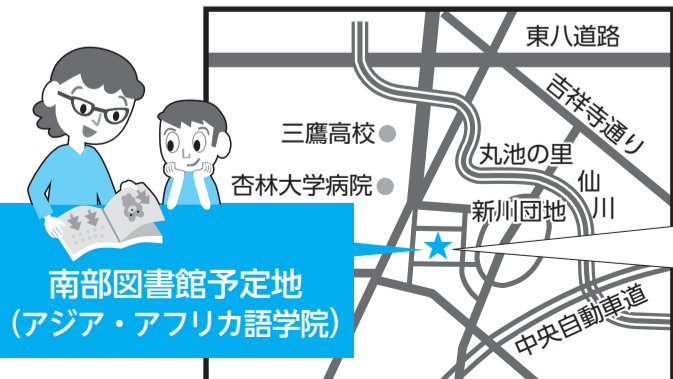 東八道路
吉祥寺通り
三鷹高校
丸池の里
杏林大学病院
仙川
新川団地
南部図書館予定地
（アジア・アフリカ語学院）
中央自動車道